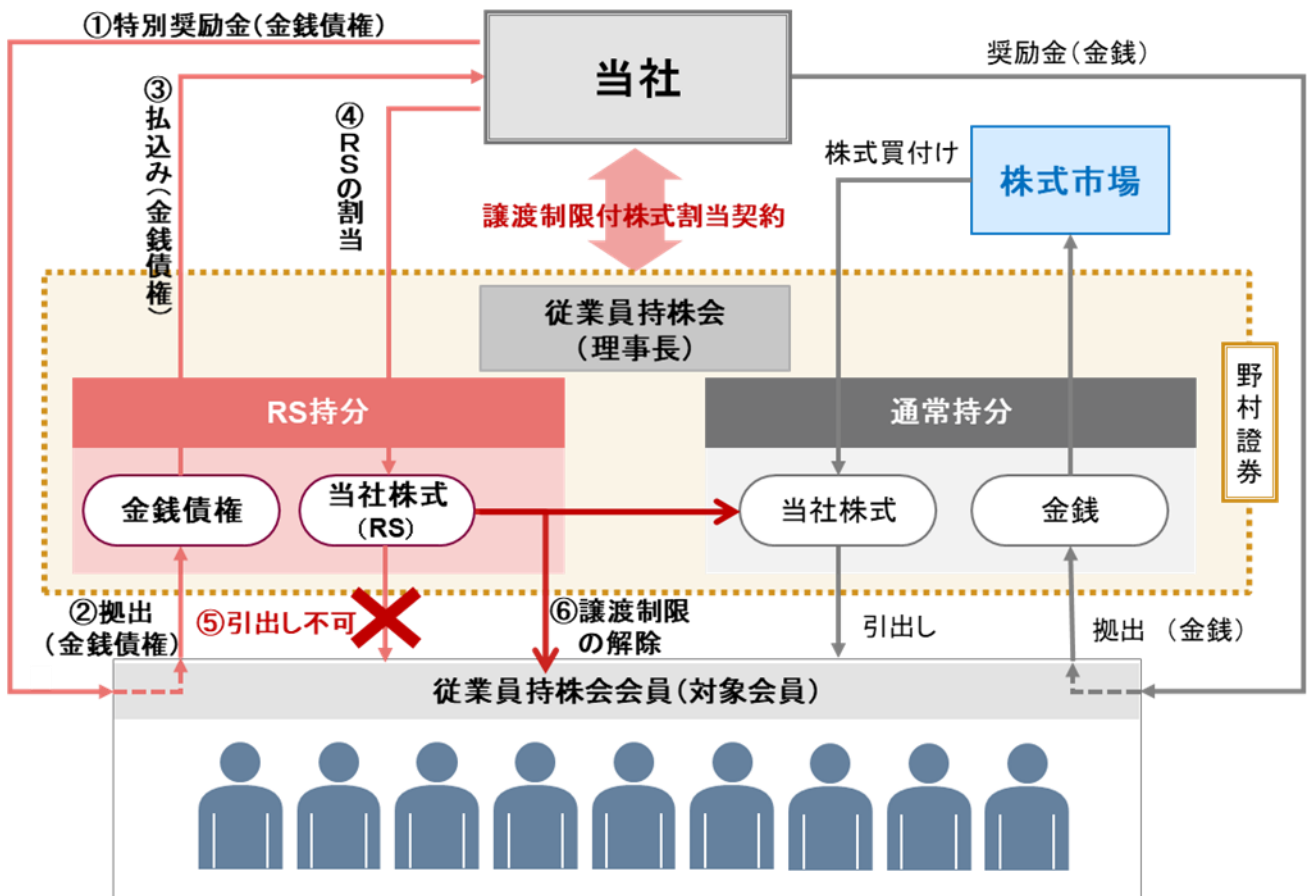 ①特別奨励金(金銭債権)
当社
奨励金(金銭)
③払込み(金銭債権)
④RSの割当
株式買付け
株式市場
譲渡制限付株式割当契約
従業員持株会
(理事長)
野村證券
RS持分
通常持分
金銭債権
当社株式
(RS)
当社株式
金銭
②拠出
(金銭債権)
⑤引出し不可
⑥譲渡制限
の解除
引出し
拠出 (金銭)
従業員持株会会員(対象会員)